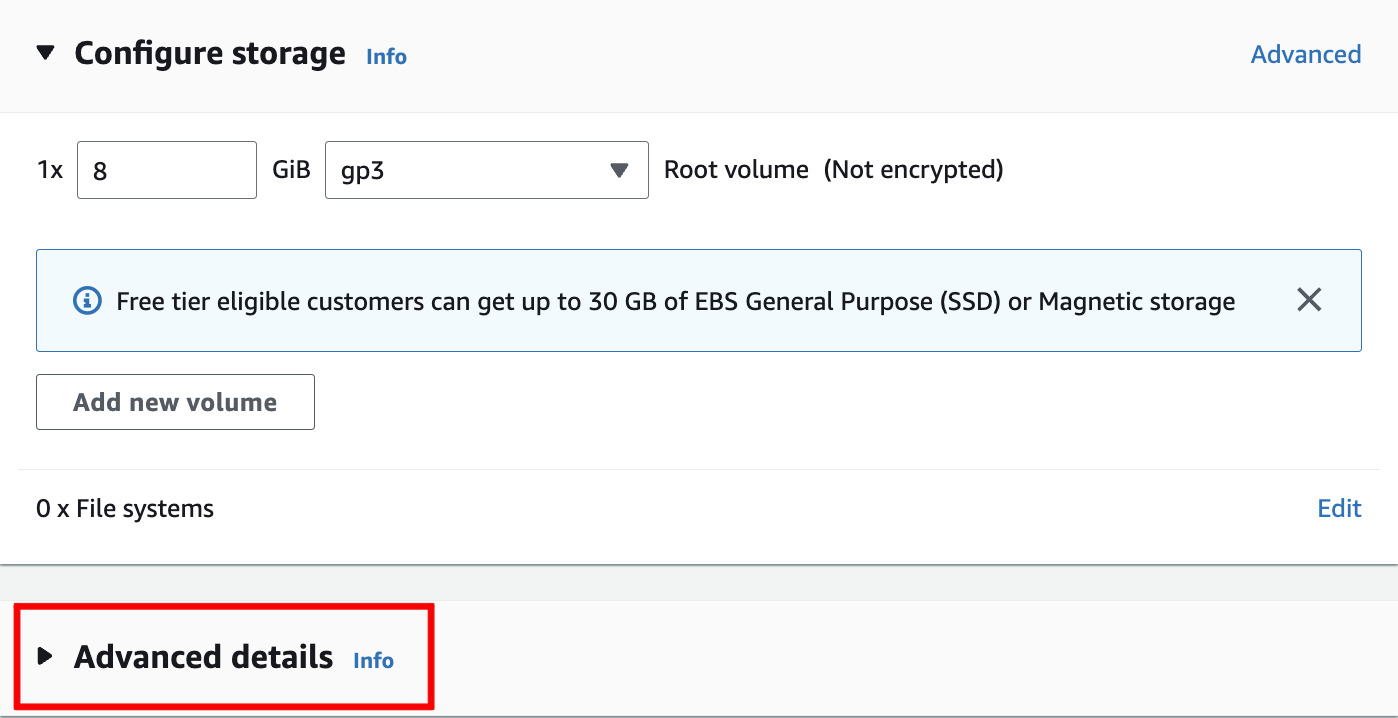 Configure storage Info Advanced
1x 8 GiB gp3 Root volume (Not encrypted)
Free tier eligible customers can get up to 30 GB of EBS General Purpose (SSD) or Magnetic storage
Add new volume
0 x File systems Edit
Advanced details Info